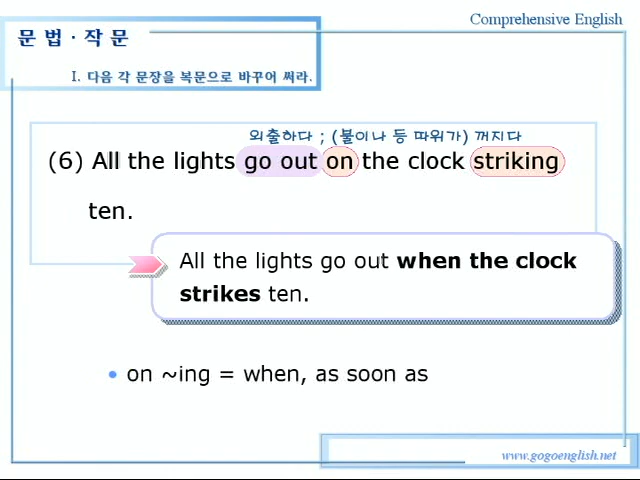 Comprehensive English
문법·작문
I. 다음 각 문장을 복문으로 바꾸어 써라.
외출하다 ; (불이나 등 따위가) 꺼지다
(6) All the lights go out on the clock striking
ten.
All the lights go out when the clock
strikes ten.
• on ~ing = when, as soon as
www.gogoenglish.net